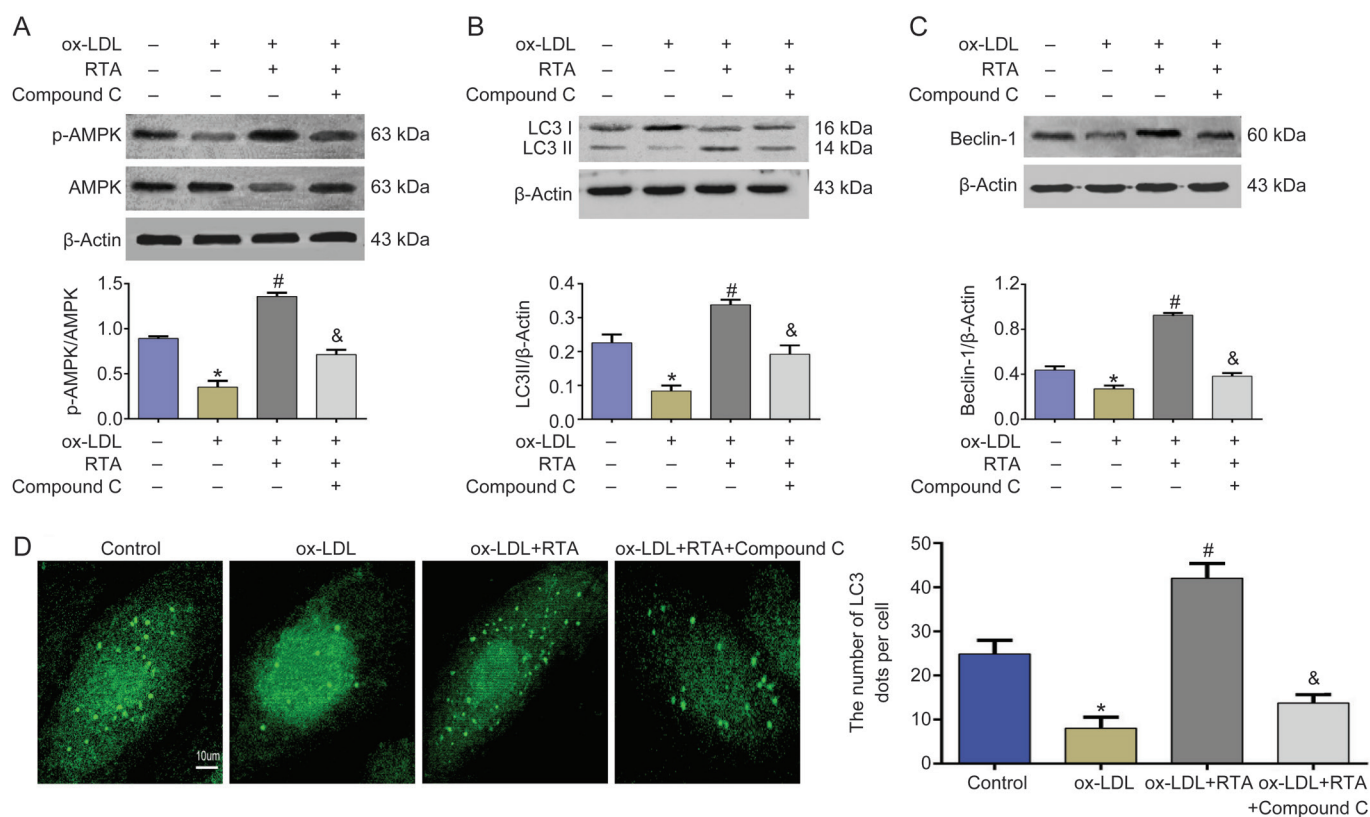 A
ox-LDL – + + +
RTA – – + +
Compound C – – – +
p-AMPK 63 kDa
AMPK 63 kDa
β-Actin 43 kDa
1.5
1.0
0.5
0.0
p-AMPK/AMPK
* # &
ox-LDL – + + +
RTA – – + +
Compound C – – – +
B
ox-LDL – + + +
RTA – – + +
Compound C – – – +
LC3 I 16 kDa
LC3 II 14 kDa
β-Actin 43 kDa
0.4
0.3
0.2
0.1
0.0
LC3II/β-Actin
* # &
ox-LDL – + + +
RTA – – + +
Compound C – – – +
C
ox-LDL – + + +
RTA – – + +
Compound C – – – +
Beclin-1 60 kDa
β-Actin 43 kDa
1.2
0.8
0.4
0.0
Beclin-1/β-Actin
* # &
ox-LDL – + + +
RTA – – + +
Compound C – – – +
D
Control ox-LDL ox-LDL+RTA ox-LDL+RTA+Compound C
10um
50
40
30
20
10
0
The number of LC3
dots per cell
* # &
Control ox-LDL ox-LDL+RTA ox-LDL+RTA
+Compound C